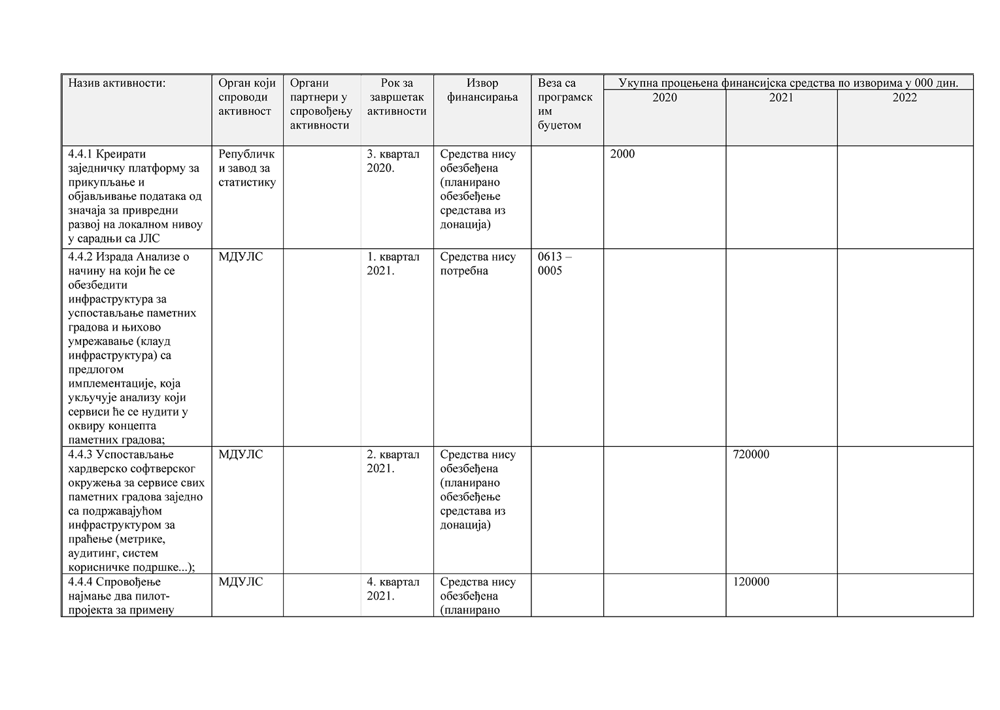 Назив активности:
Орган који
спроводи
активност
Органи
партнери у
спровођењу
активности
Рок за
завршетак
активности
Извор
финансирања
Веза са
програмск
им
буџетом
Укупна процењена финансијска средства по изворима у 000 дин.
2020
2021
2022
4.4.1 Креирати
заједничку платформу за
прикупљање и
објављивање података од
значаја за привредни
развој на локалном нивоу
у сарадњи са ЈЛС
Републичк
и завод за
статистику
3. квартал
2020.
Средства нису
обезбеђена
(планирано
обезбеђење
средстава из
донација)
2000
4.4.2 Израда Анализе о
начину на који ће се
обезбедити
инфраструктура за
успостављање паметних
градова и њихово
умрежавање (клауд
инфраструктура) са
предлогом
имплементације, која
укључује анализу који
сервиси ће се нудити у
оквиру концепта
паметних градова;
МДУЛС
1. квартал
2021.
Средства нису
потребна
0613 –
0005
4.4.3 Успостављање
хардверско софтверског
окружења за сервисе свих
паметних градова заједно
са подржавајућом
инфраструктуром за
праћење (метрике,
аудитинг, систем
корисничке подршке...);
МДУЛС
2. квартал
2021.
Средства нису
обезбеђена
(планирано
обезбеђење
средстава из
донација)
720000
4.4.4 Спровођење
најмање два пилот-
пројекта за примену
МДУЛС
4. квартал
2021.
Средства нису
обезбеђена
(планирано
120000